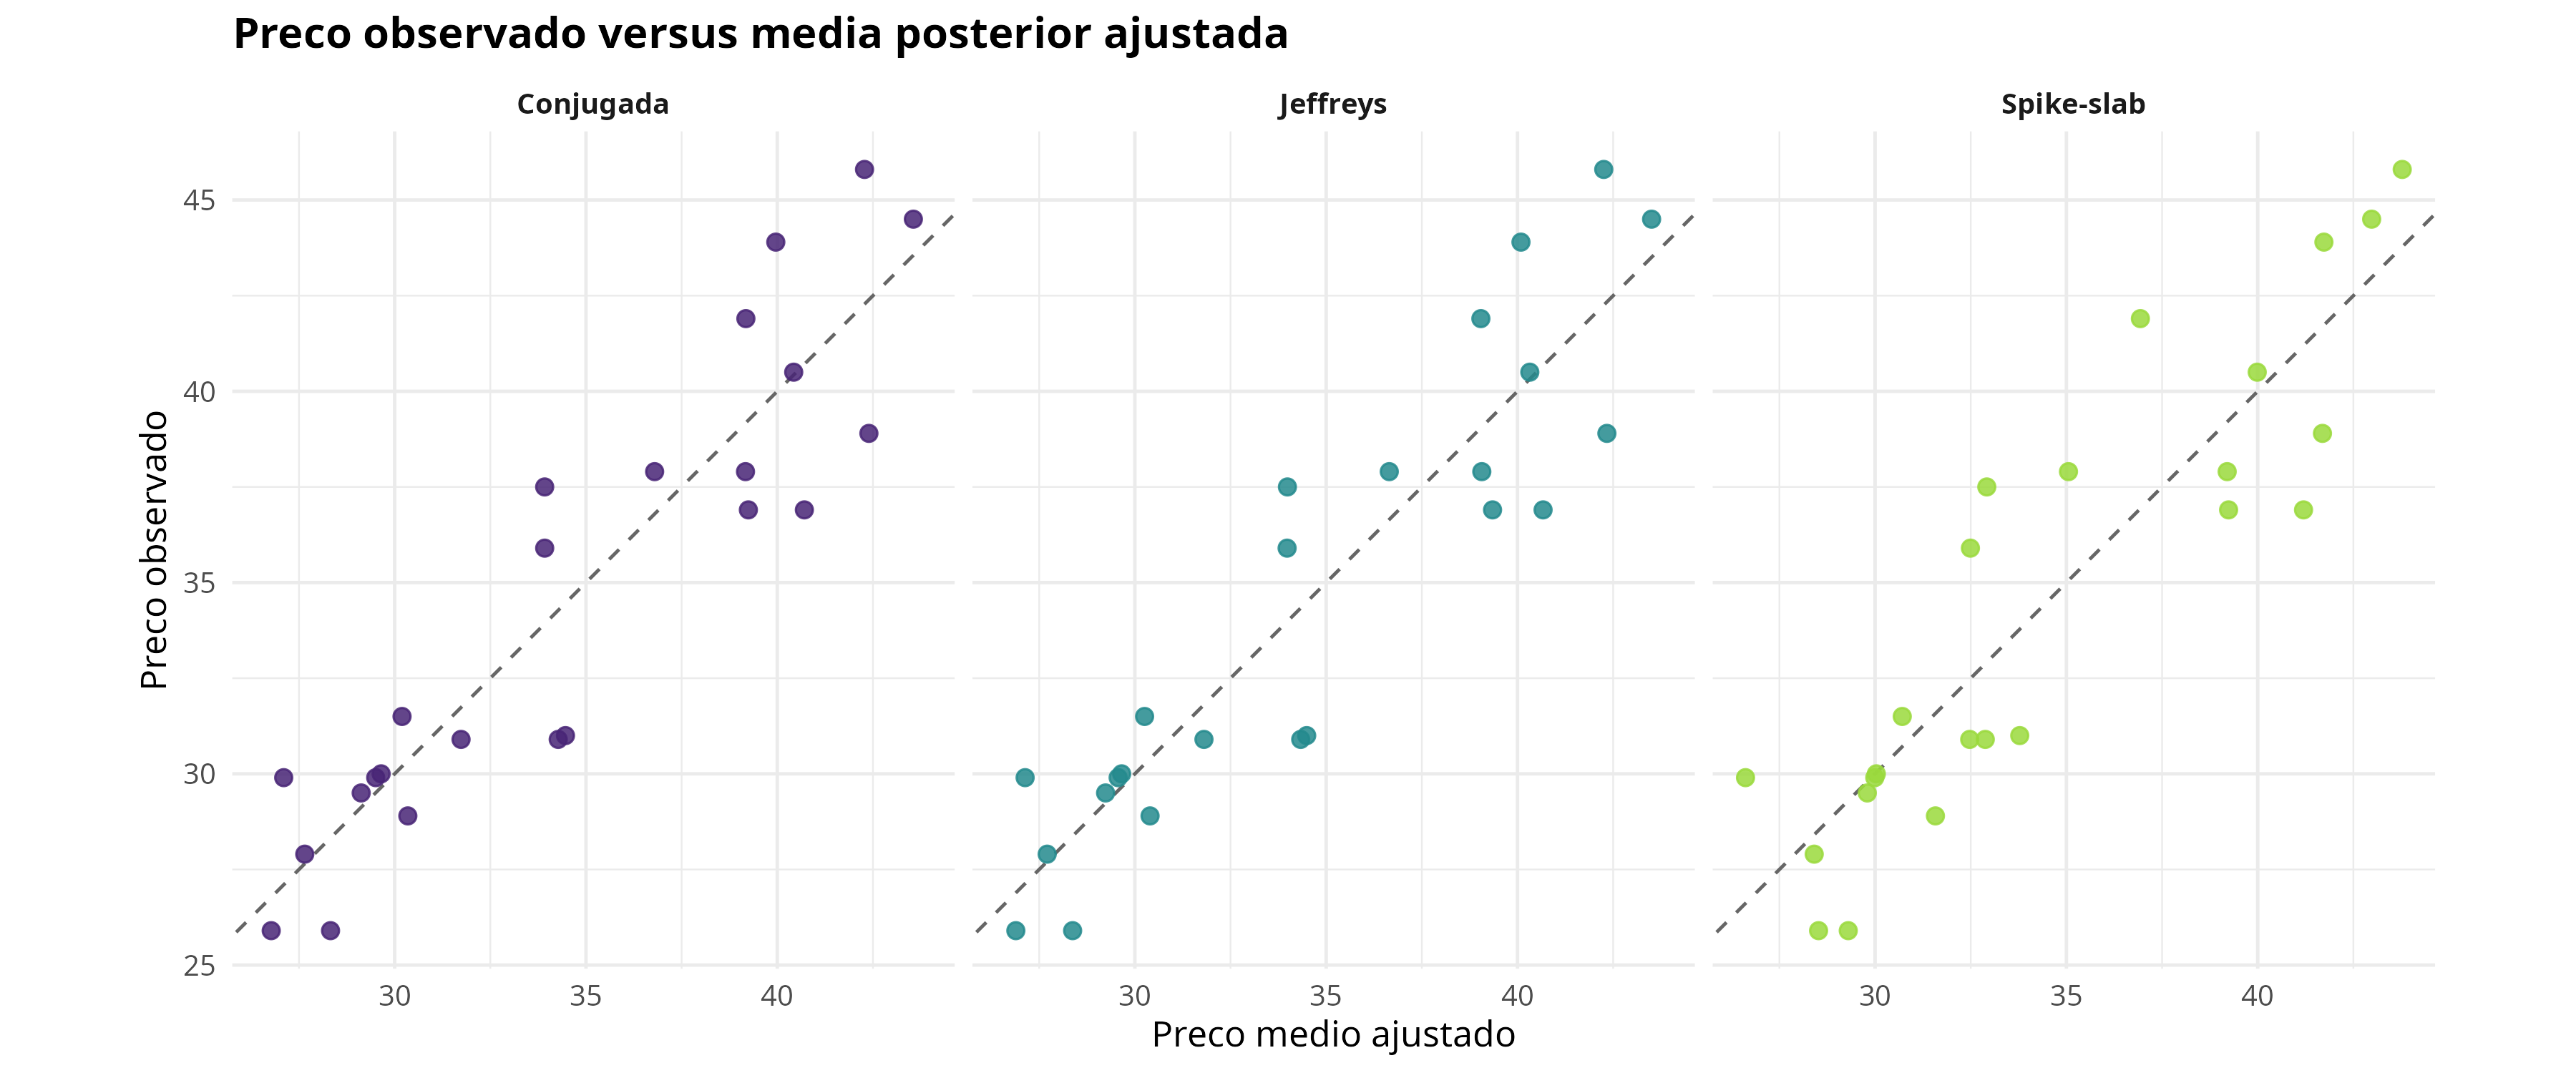 Preco observado versus media posterior ajustada
Conjugada
Jeffreys
Spike-slab
Preco observado
45
40
35
30
25
30
35
40
30
35
40
30
35
40
Preco medio ajustado